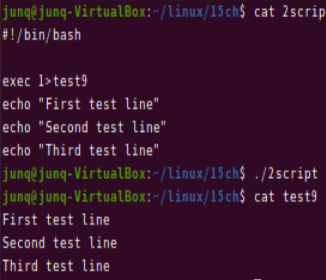 junq@junq-VirtualBox:~/linux/15ch$ cat 2scrip
#!/bin/bash
exec 1>test9
echo "First test line"
echo "Second test line"
echo "Third test line"
junq@junq-VirtualBox:~/linux/15ch$ ./2script
junq@junq-VirtualBox:~/linux/15ch$ cat test9
First test line
Second test line
Third test line